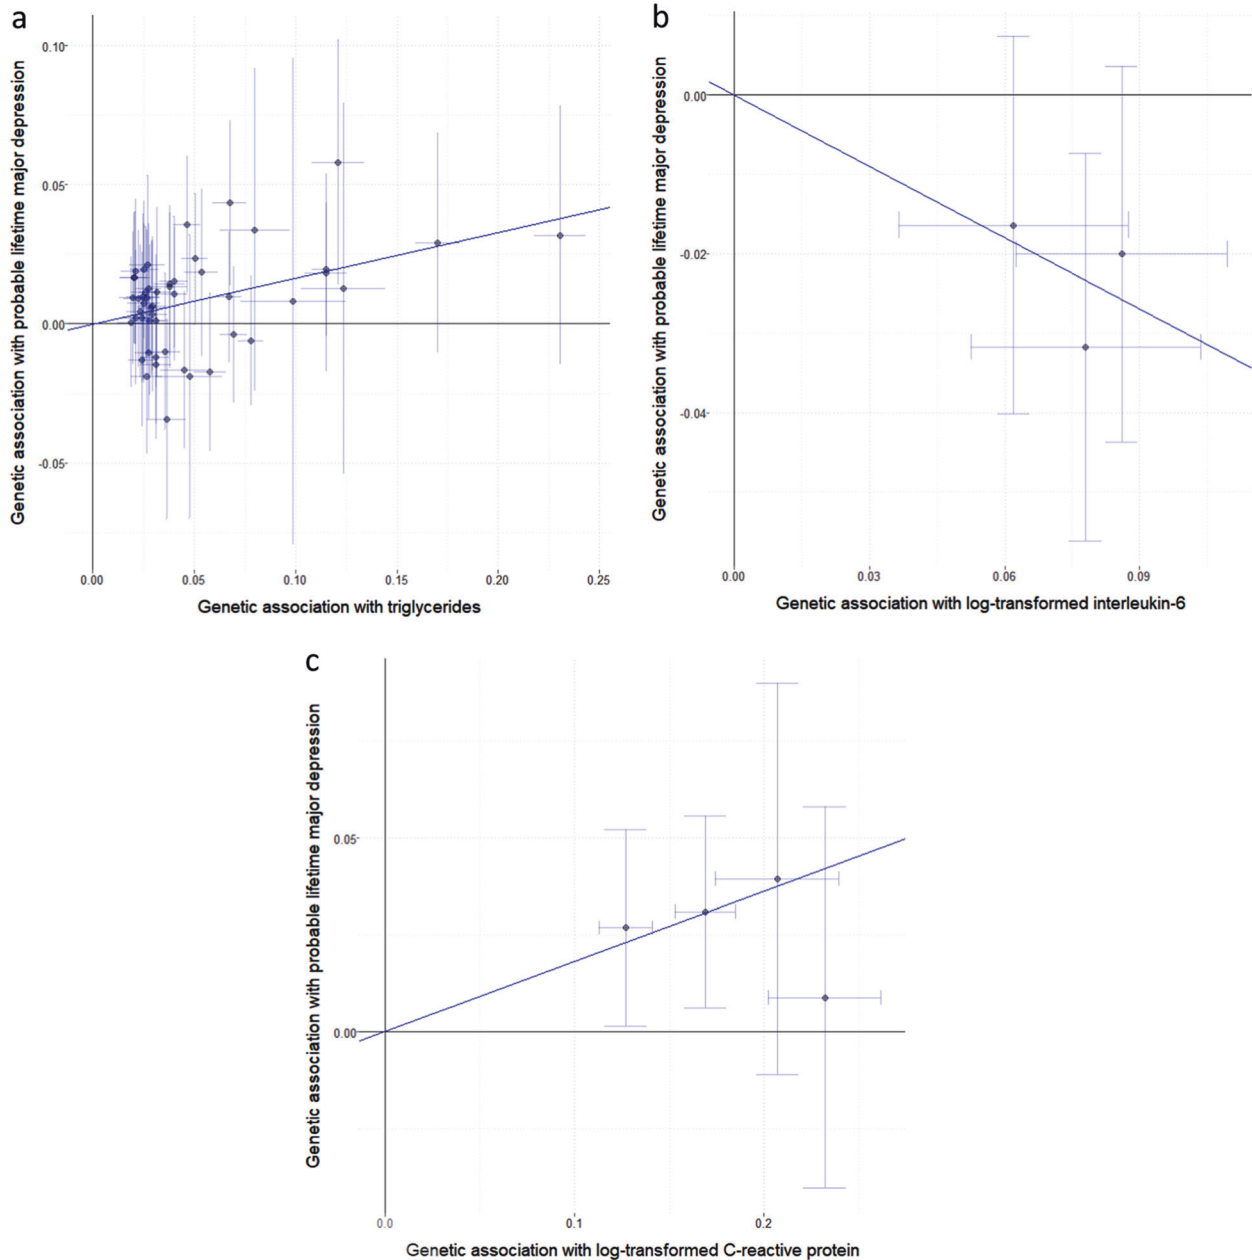 a
Genetic association with probable lifetime major depression
0.10
0.05
0.00
-0.05
0.00 0.05 0.10 0.15 0.20 0.25
Genetic association with triglycerides
b
Genetic association with probable lifetime major depression
0.00
-0.02
-0.04
0.00 0.03 0.06 0.09
Genetic association with log-transformed interleukin-6
c
Genetic association with probable lifetime major depression
0.05
0.00
0.0 0.1 0.2
Genetic association with log-transformed C-reactive protein